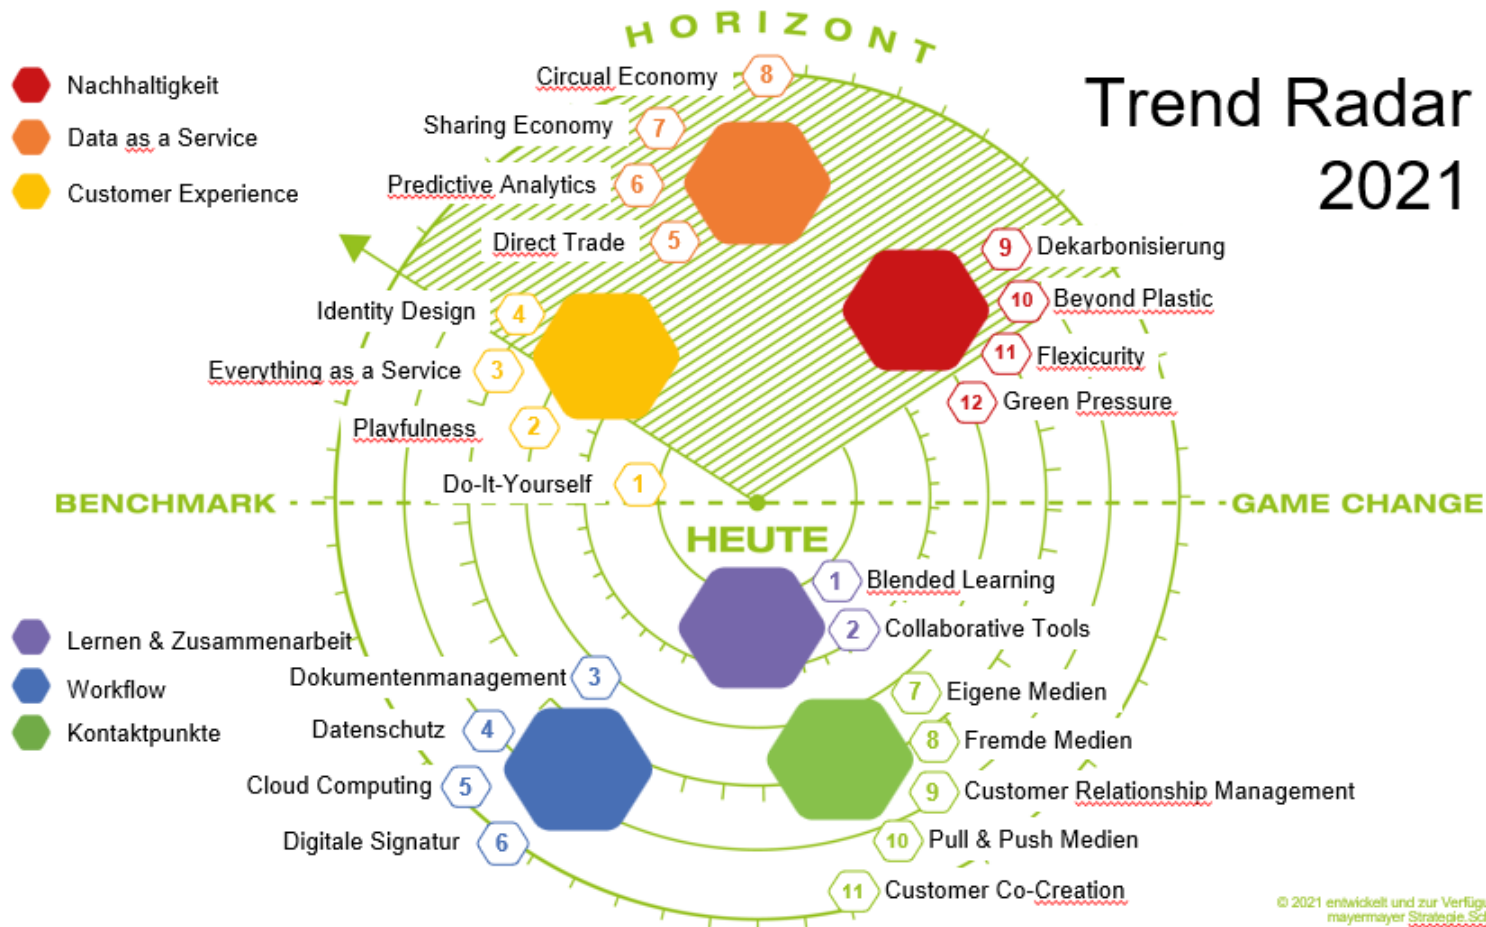 HORIZONT
Trend Radar
2021
Nachhaltigkeit
Data as a Service
Customer Experience
Circual Economy
8
Sharing Economy
7
Predictive Analytics
6
Direct Trade
5
Identity Design
4
Everything as a Service
3
Playfulness
2
Do-It-Yourself
1
9
Dekarbonisierung
10
Beyond Plastic
11
Flexicurity
12
Green Pressure
BENCHMARK
HEUTE
GAME CHANGE
Lernen & Zusammenarbeit
Workflow
Kontaktpunkte
1
Blended Learning
2
Collaborative Tools
Dokumentenmanagement
3
Datenschutz
4
Cloud Computing
5
Digitale Signatur
6
7
Eigene Medien
8
Fremde Medien
9
Customer Relationship Management
10
Pull & Push Medien
11
Customer Co-Creation
© 2021 entwickelt und zur
mayermayer